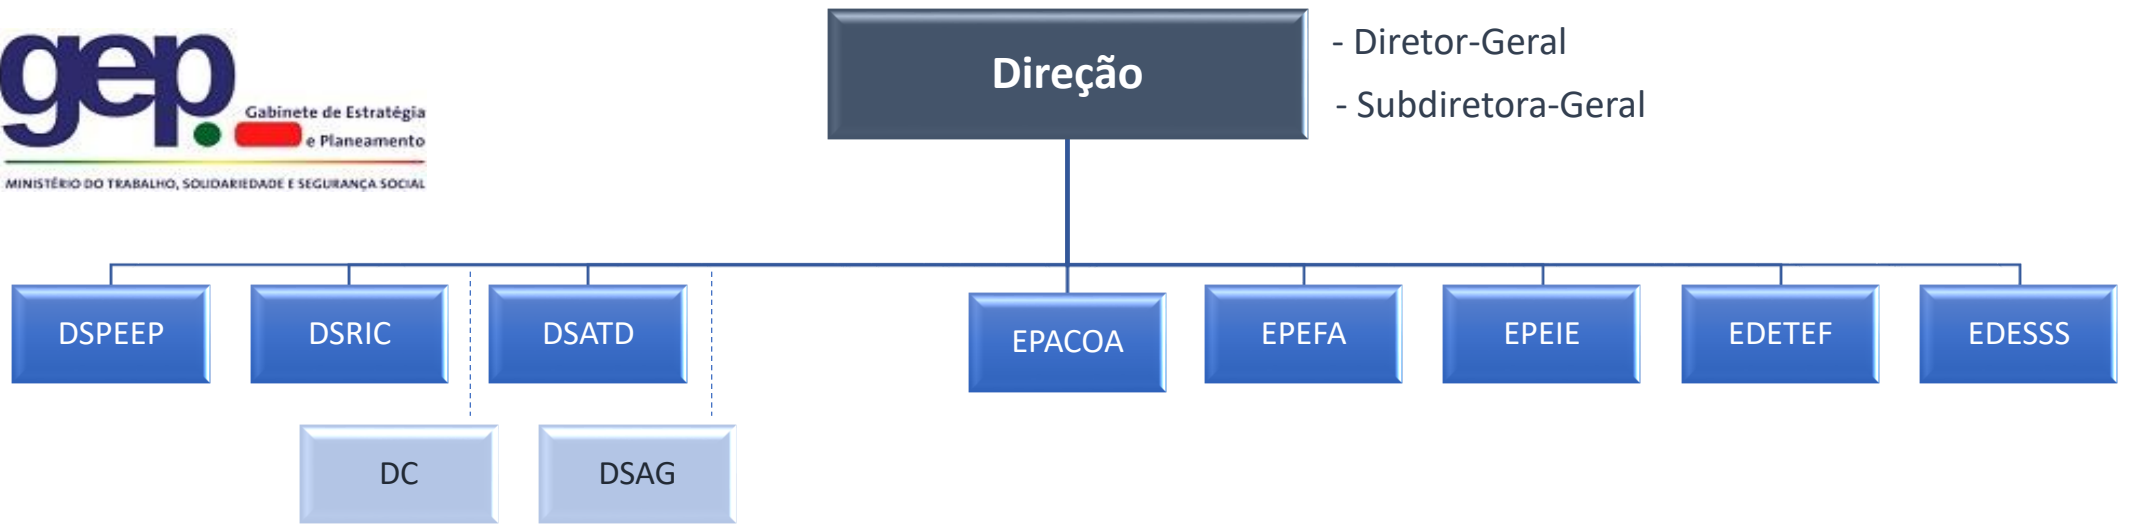 gep
Gabinete de Estratégia
e Planeamento
MINISTÉRIO DO TRABALHO, SOLIDARIEDADE E SEGURANÇA SOCIAL
Direção
- Diretor-Geral
- Subdiretora-Geral
DSPEEP
DSRIC
DSATD
EPACOA
EPEFA
EPEIE
EDETEF
EDESSS
DC
DSAG